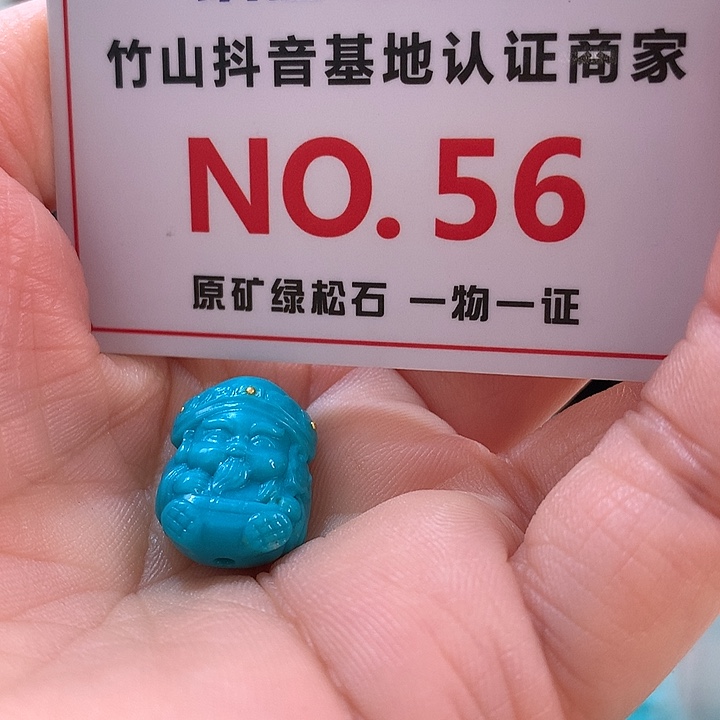 竹山抖音基地认证商家
NO. 56
原矿绿松石 一物一证